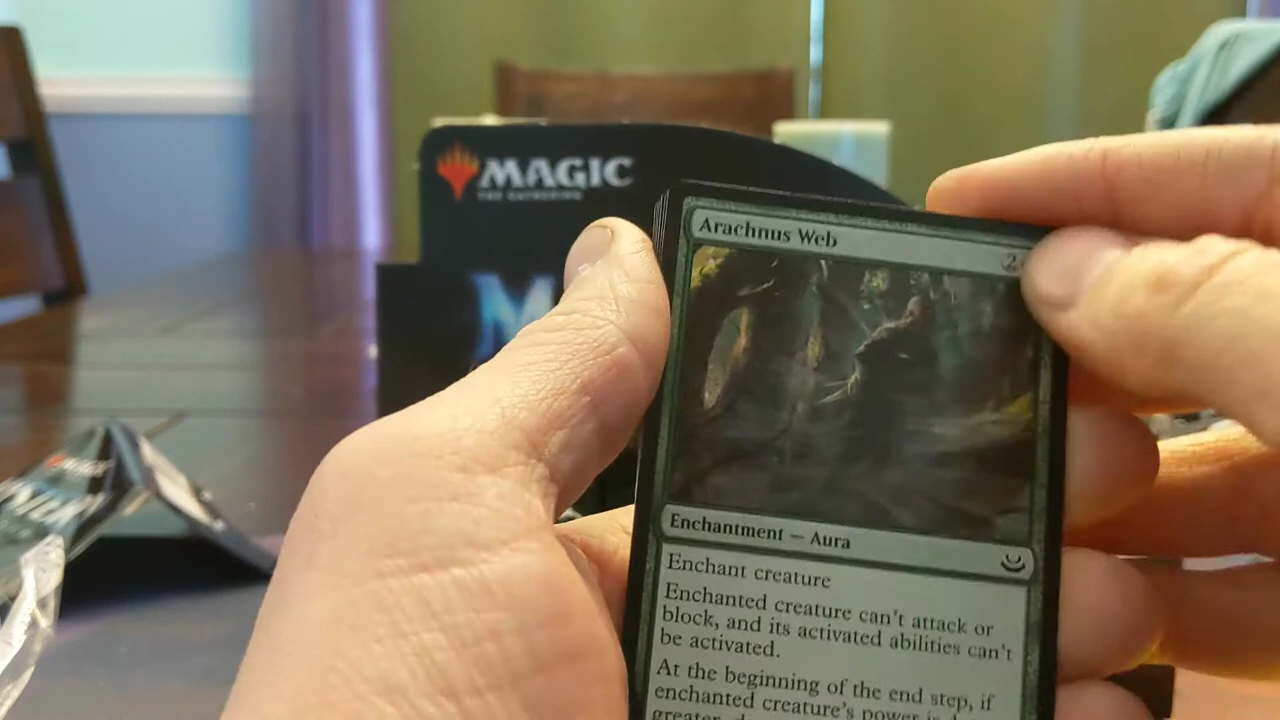 MAGIC
THE GATHERING
M
Arachnus Web
2
Enchantment — Aura
Enchant creature
Enchanted creature can't attack or
block, and its activated abilities can't
be activated.
At the beginning of the end step, if
enchanted creature's power is
greater,